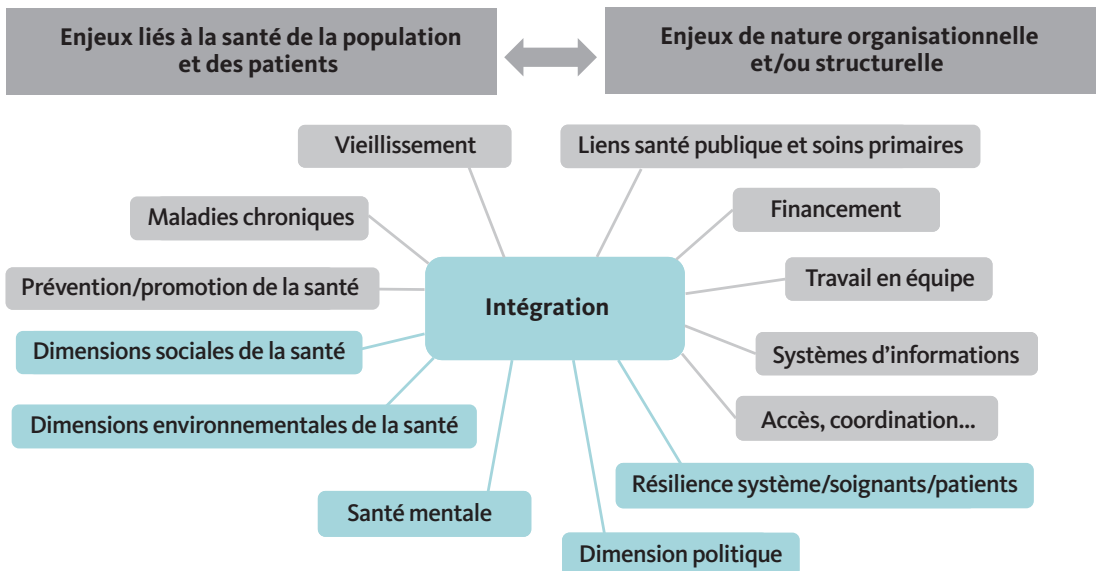 Enjeux liés à la santé de la population
et des patients
Enjeux de nature organisationnelle
et/ou structurelle
Vieillissement
Liens santé publique et soins primaires
Maladies chroniques
Financement
Prévention/promotion de la santé
Intégration
Travail en équipe
Dimensions sociales de la santé
Systèmes d’informations
Dimensions environnementales de la santé
Accès, coordination...
Santé mentale
Résilience système/soignants/patients
Dimension politique